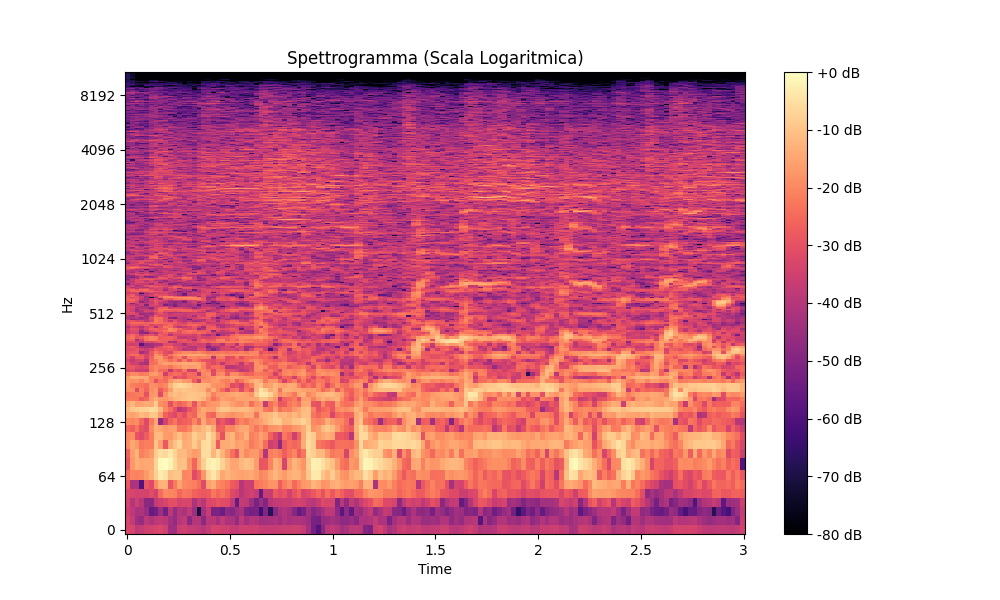 Spettrogramma (Scala Logaritmica)
Hz
8192
4096
2048
1024
512
256
128
64
0
0
0.5
1
1.5
2
2.5
3
Time
+0 dB
-10 dB
-20 dB
-30 dB
-40 dB
-50 dB
-60 dB
-70 dB
-80 dB